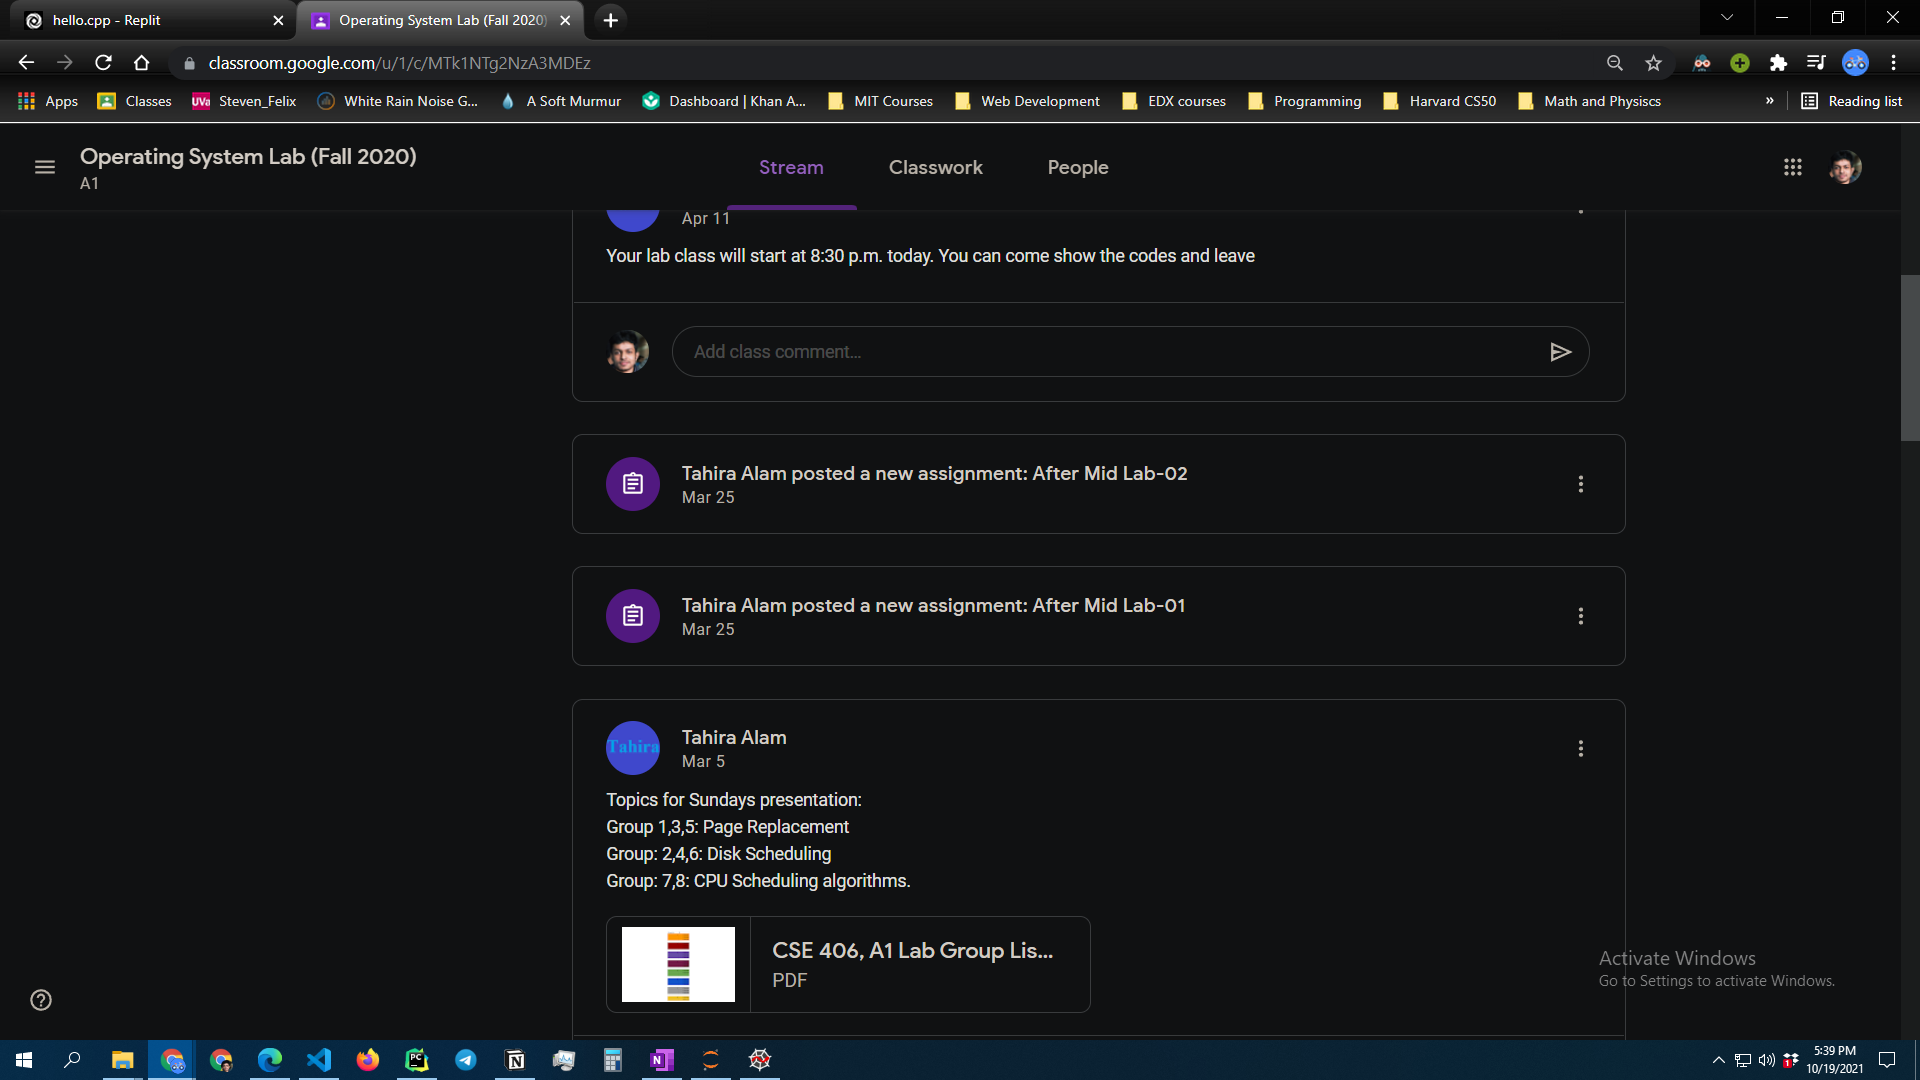 hello.cpp - Replit
Operating System Lab (Fall 2020)
classroom.google.com/u/1/c/MTk1NTg2NzA3MDEz
Apps
Classes
UVa Steven_Felix
White Rain Noise G...
A Soft Murmur
Dashboard | Khan A...
MIT Courses
Web Development
EDX courses
Programming
Harvard CS50
Math and Physiscs
»
Reading list
Operating System Lab (Fall 2020)
A1
Stream
Classwork
People
Apr 11
Your lab class will start at 8:30 p.m. today. You can come show the codes and leave
Add class comment...
Tahira Alam posted a new assignment: After Mid Lab-02
Mar 25
Tahira Alam posted a new assignment: After Mid Lab-01
Mar 25
Tahira
Tahira Alam
Mar 5
Topics for Sundays presentation:
Group 1,3,5: Page Replacement
Group: 2,4,6: Disk Scheduling
Group: 7,8: CPU Scheduling algorithms.
CSE 406, A1 Lab Group Lis...
PDF
Activate Windows
Go to Settings to activate Windows.
5:39 PM
10/19/2021